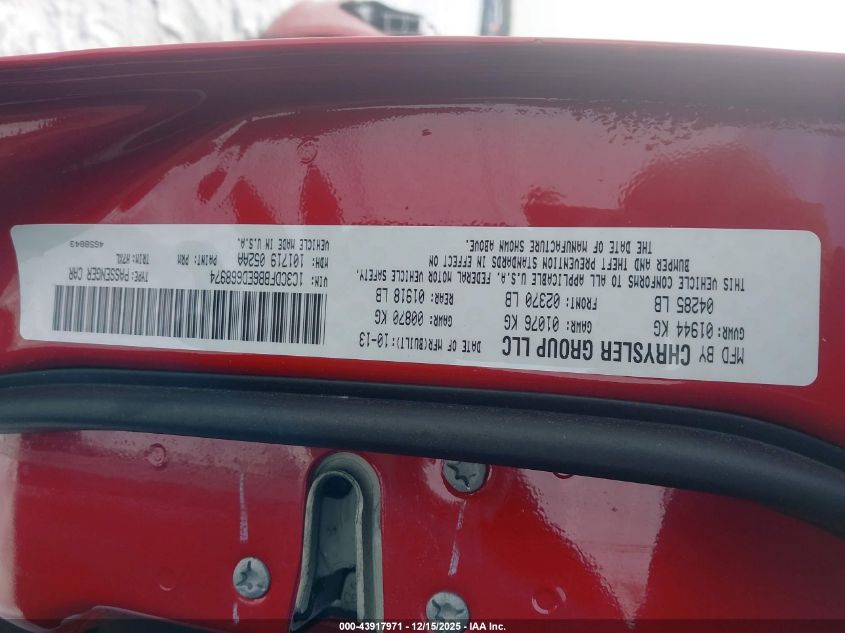 MFD BY CHRYSLER GROUP LLC
DATE OF MFR(BUILT):10-13
GVWR:01944 KG
GAWR:01076 KG
GAWR:00870 KG
04285 LB
FRONT:02370 LB
REAR:01918 LB
THIS VEHICLE CONFORMS TO ALL APPLICABLE U.S.A. FEDERAL MOTOR VEHICLE SAFETY,
BUMPER AND THEFT PREVENTION STANDARDS IN EFFECT ON
THE DATE OF MANUFACTURE SHOWN ABOVE.
VIN: 1C3CDFBB6ED668974
TYPE:PASSENGER CAR
MDH: 101719 052AA
PAINT: PRM
TRIM: H7XL
VEHICLE MADE IN U.S.A.
4658843
000-43917971 - 12/15/2025 - IAA Inc.